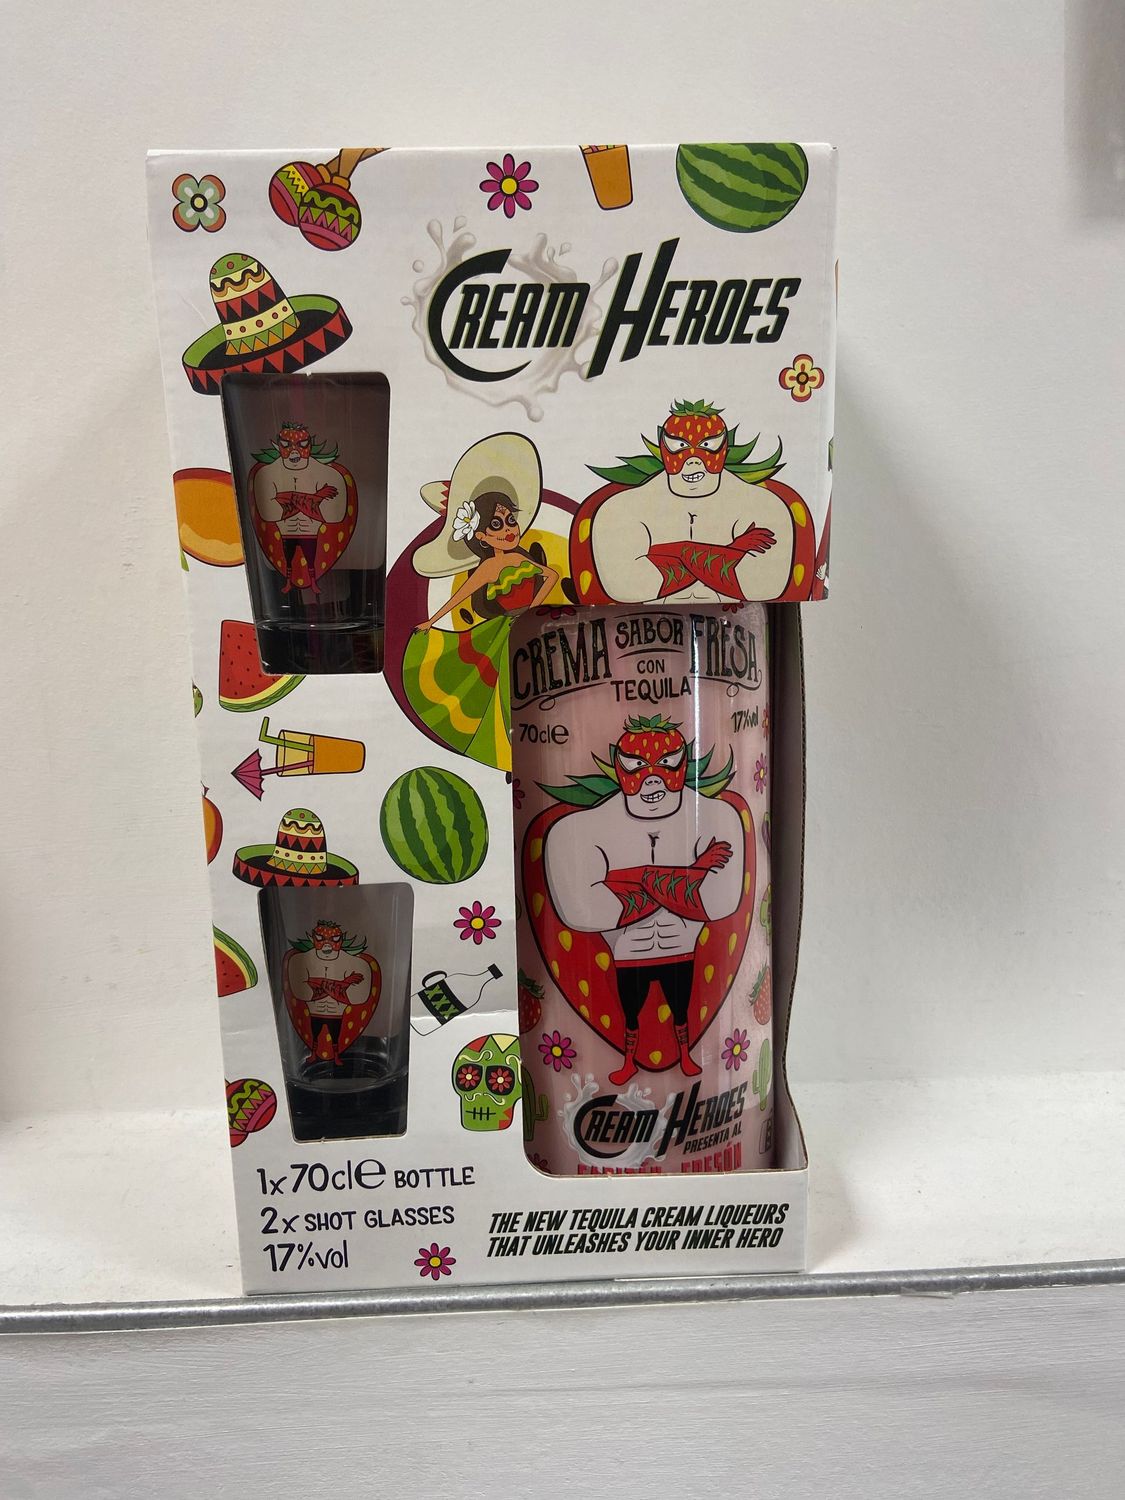 CREAM HEROES
CREMA SABOR FRESA
CON
TEQUILA
70cl e
17%vol
XXX
CREAM HEROES
PRESENTA AL
1x70cl e BOTTLE
2x SHOT GLASSES
17%vol
THE NEW TEQUILA CREAM LIQUEURS
THAT UNLEASHES YOUR INNER HERO